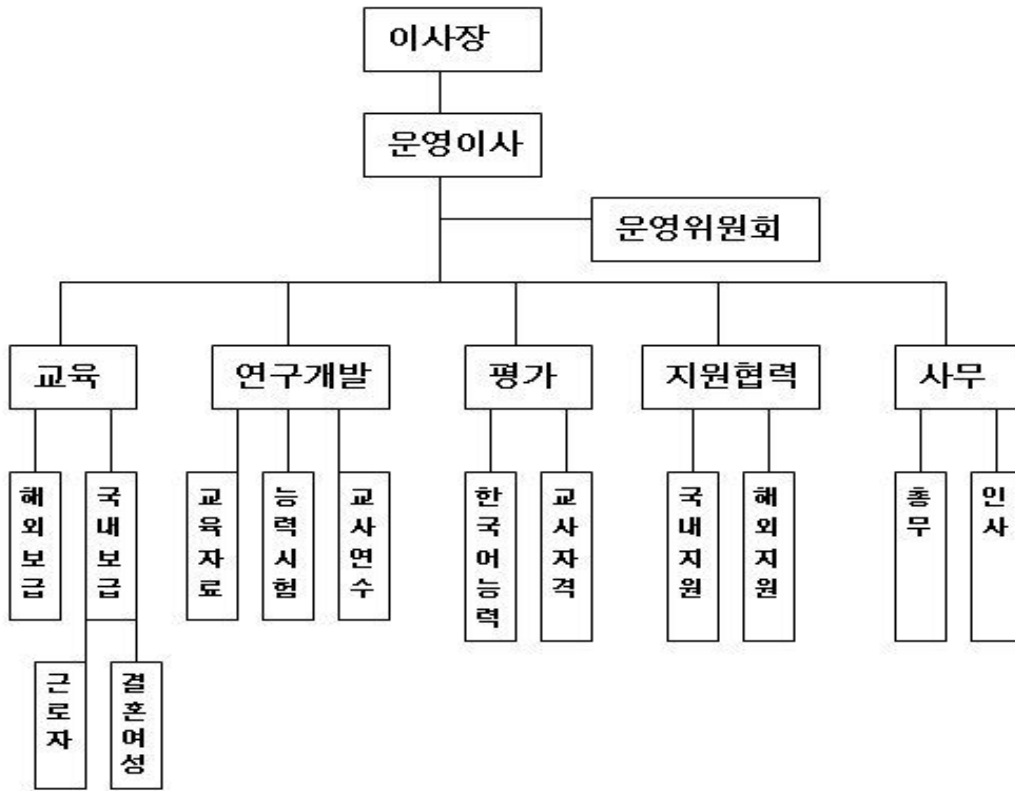 이사장
운영이사
운영위원회
교육
연구개발
평가
지원협력
사무
해외보급
국내보급
교육자료
능력시험
교사연수
한국어능력
교사자격
국내지원
해외지원
총무
인사
근로자
결혼여성